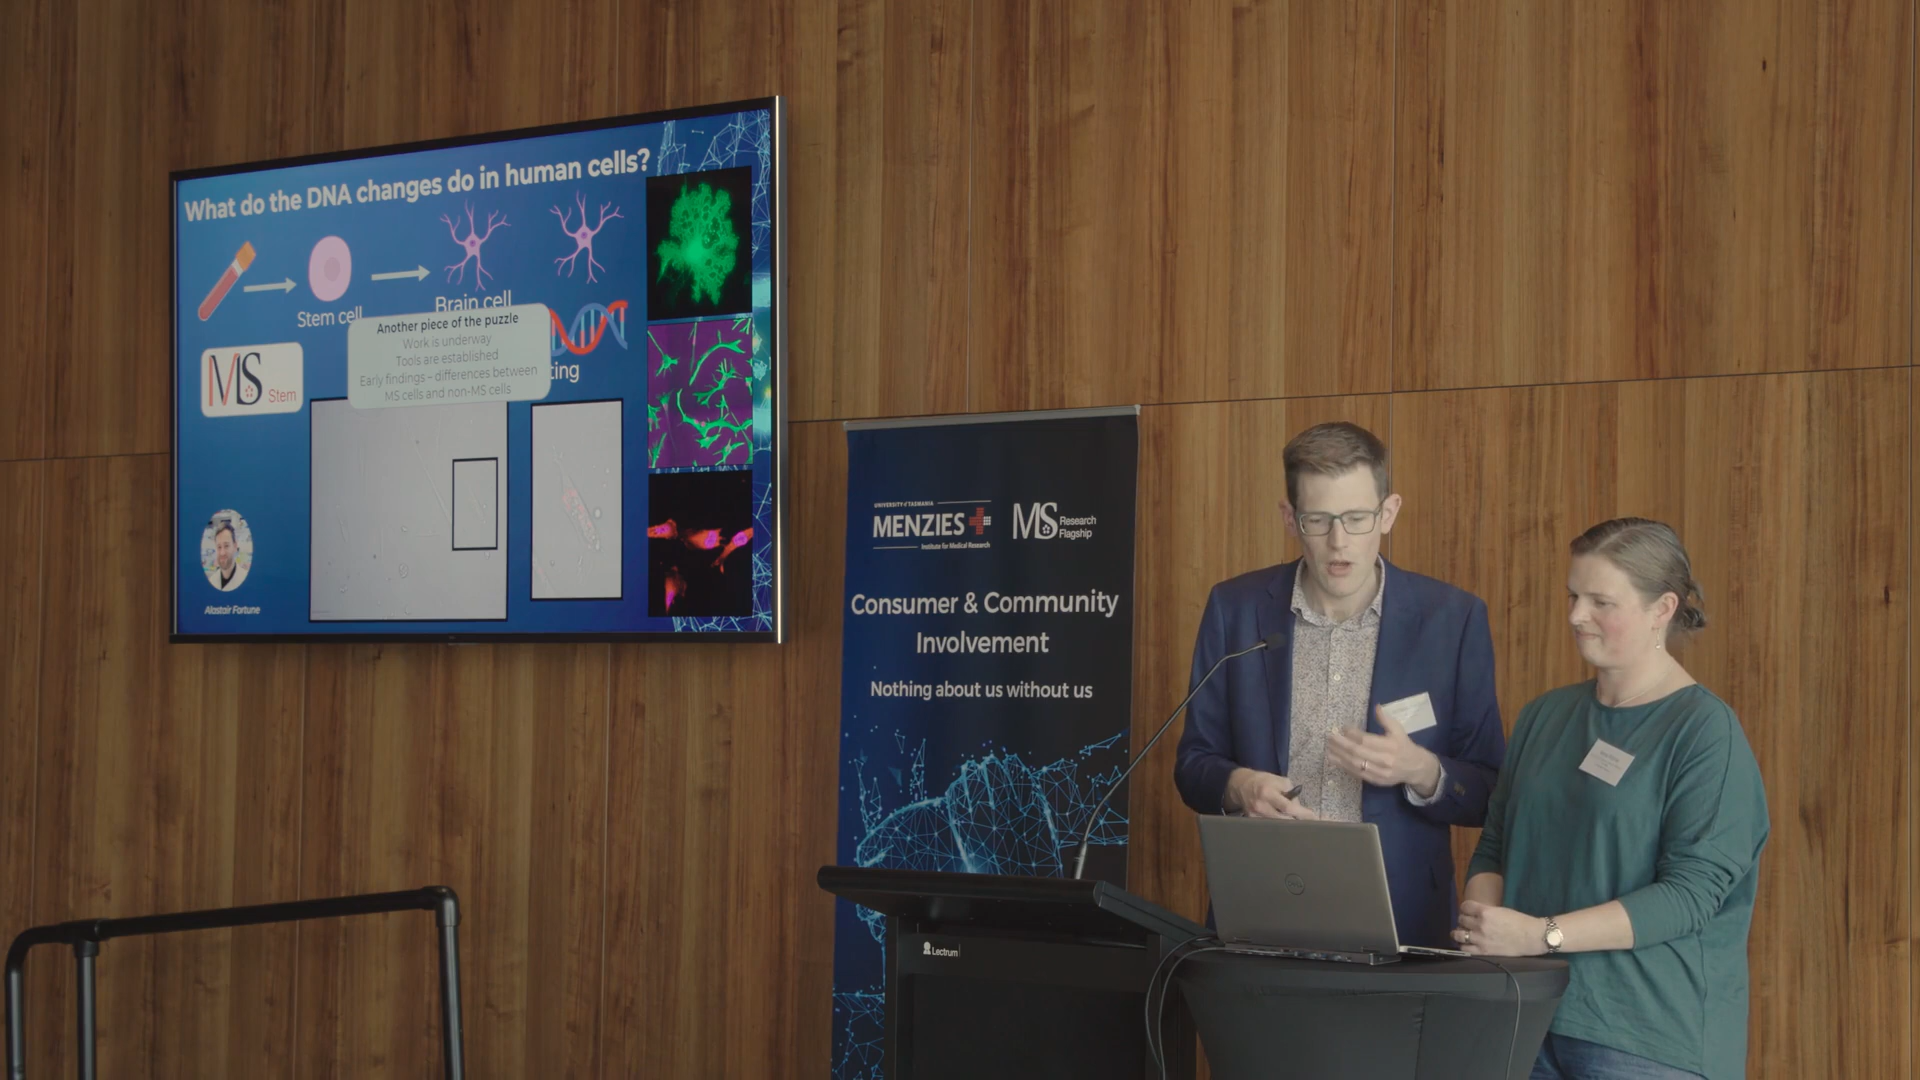 What do the DNA changes do in human cells?
Stem cell
Brain cell
Another piece of the puzzle
Work is underway
Tools are established
Early findings – differences between
MS cells and non-MS cells
ting
MS Stem
Alastair Fortune
UNIVERSITY of TASMANIA
MENZIES
Institute for Medical Research
MS Research
Flagship
Consumer & Community
Involvement
Nothing about us without us
Lectrum
DELL